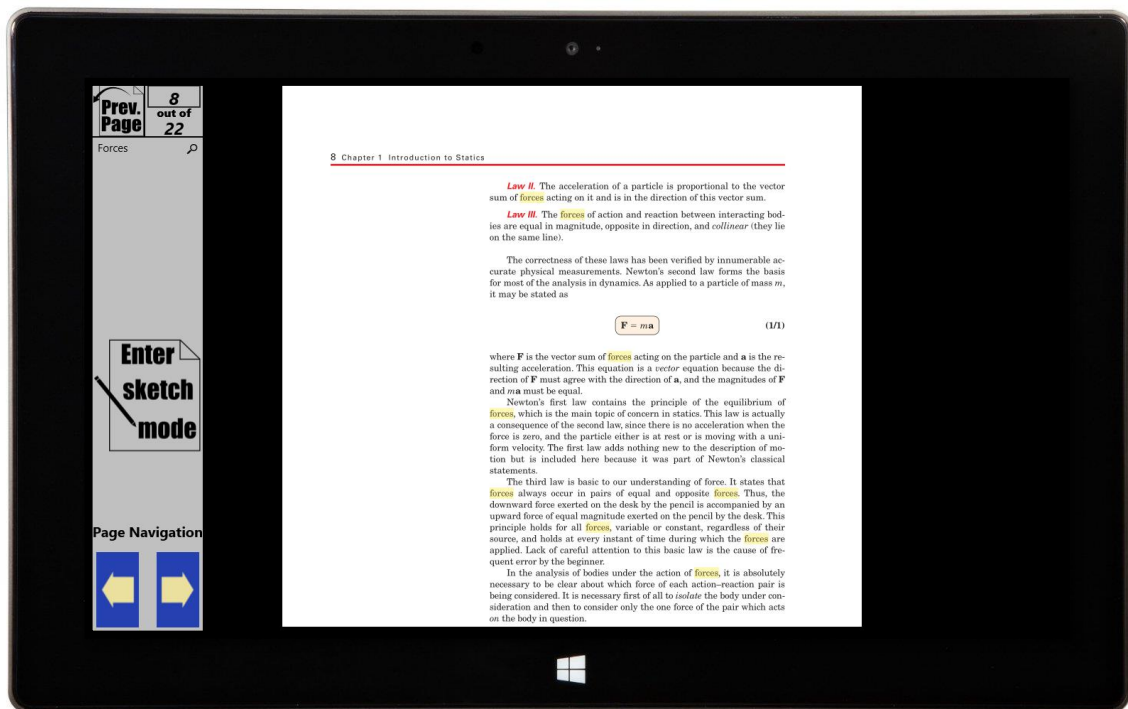 Prev.
Page
8
out of
22
Forces
Enter
sketch
mode
Page Navigation
8 Chapter 1 Introduction to Statics
Law II. The acceleration of a particle is proportional to the vector
sum of forces acting on it and is in the direction of this vector sum.
Law III. The forces of action and reaction between interacting bod-
ies are equal in magnitude, opposite in direction, and collinear (they lie
on the same line).
The correctness of these laws has been verified by innumerable ac-
curate physical measurements. Newton's second law forms the basis
for most of the analysis in dynamics. As applied to a particle of mass m,
it may be stated as
F = ma (1/1)
where F is the vector sum of forces acting on the particle and a is the re-
sulting acceleration. This equation is a vector equation because the di-
rection of F must agree with the direction of a, and the magnitudes of F
and ma must be equal.
Newton's first law contains the principle of the equilibrium of
forces, which is the main topic of concern in statics. This law is actually
a consequence of the second law, since there is no acceleration when the
force is zero, and the particle either is at rest or is moving with a uni-
form velocity. The first law adds nothing new to the description of mo-
tion but is included here because it was part of Newton's classical
statements.
The third law is basic to our understanding of force. It states that
forces always occur in pairs of equal and opposite forces. Thus, the
downward force exerted on the desk by the pencil is accompanied by an
upward force of equal magnitude exerted on the pencil by the desk. This
principle holds for all forces, variable or constant, regardless of their
source, and holds at every instant of time during which the forces are
applied. Lack of careful attention to this basic law is the cause of fre-
quent error by the beginner.
In the analysis of bodies under the action of forces, it is absolutely
necessary to be clear about which force of each action–reaction pair is
being considered. It is necessary first of all to isolate the body under con-
sideration and then to consider only the one force of the pair which acts
on the body in question.